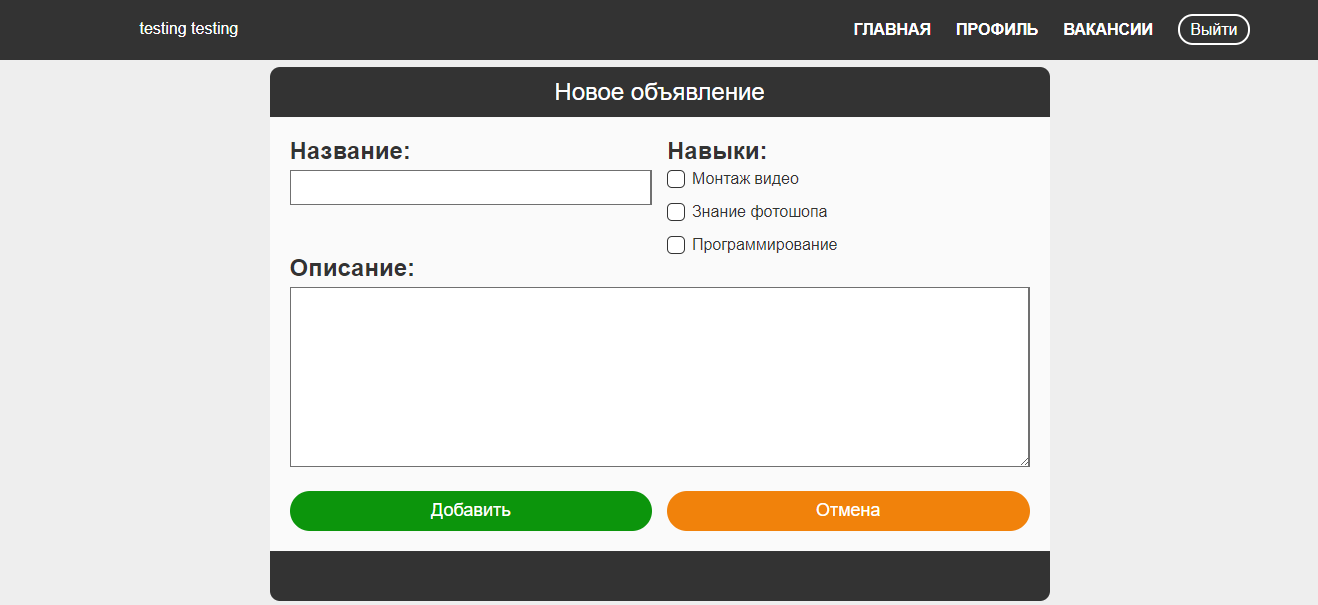 testing testing
ГЛАВНАЯ ПРОФИЛЬ ВАКАНСИИ Выйти
Новое объявление
Название:
Навыки:
Монтаж видео
Знание фотошопа
Программирование
Описание:
Добавить
Отмена